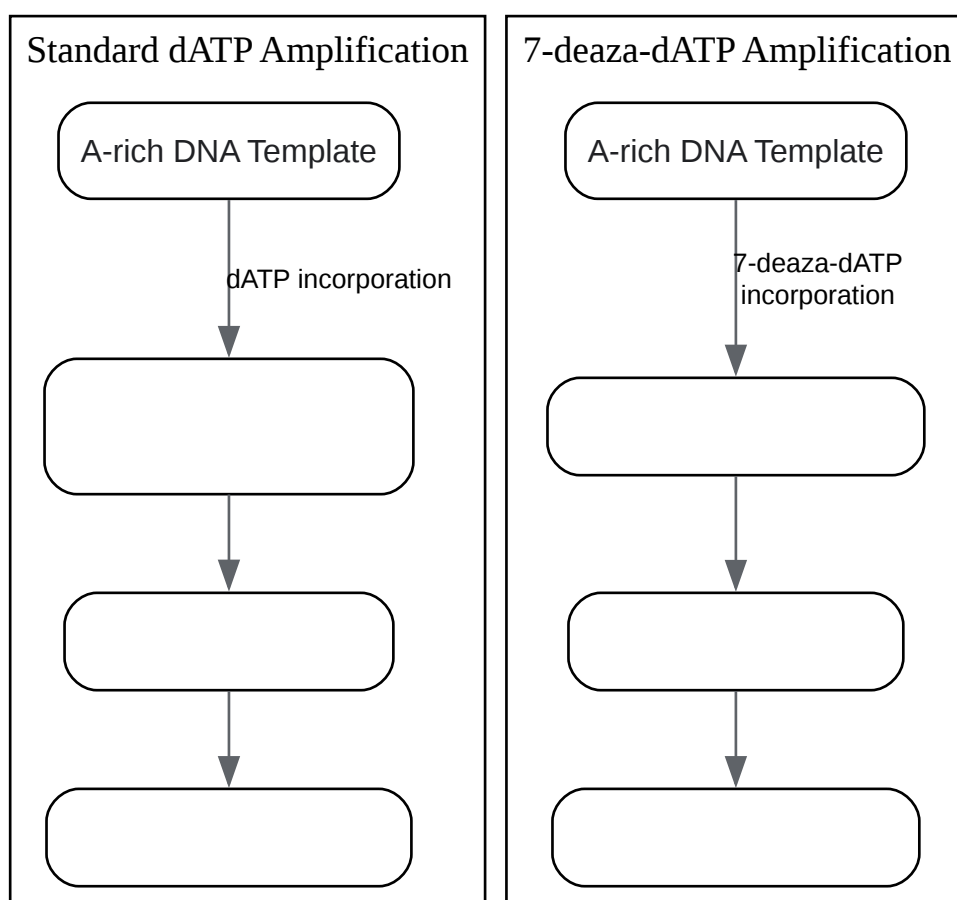 Standard dATP Amplification
A-rich DNA Template
dATP incorporation
7-deaza-dATP Amplification
A-rich DNA Template
7-deaza-dATP
incorporation